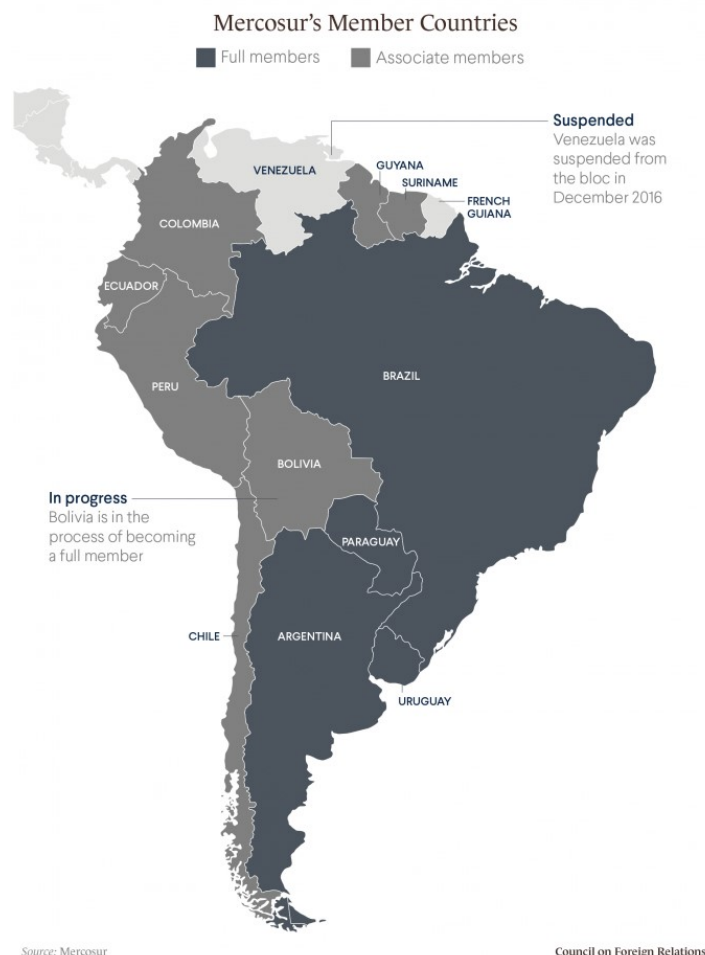 Mercosur's Member Countries
Full members
Associate members
Suspended
Venezuela was
suspended from
the bloc in
December 2016
VENEZUELA
GUYANA
SURINAME
FRENCH
GUIANA
COLOMBIA
ECUADOR
PERU
BRAZIL
BOLIVIA
In progress
Bolivia is in the
process of becoming
a full member
PARAGUAY
CHILE
ARGENTINA
URUGUAY
Source: Mercosur
Council on Foreign Relations